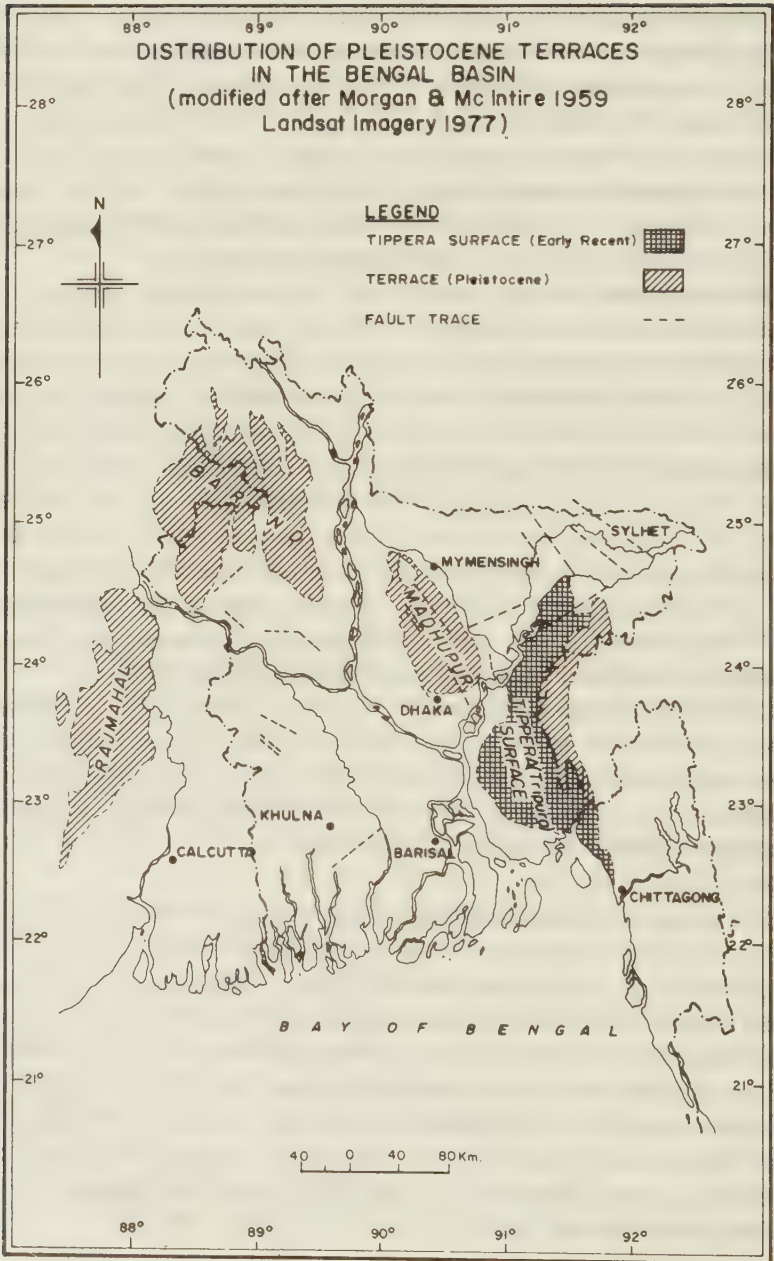 88° 89° 90° 91° 92°
DISTRIBUTION OF PLEISTOCENE TERRACES
IN THE BENGAL BASIN
(modified after Morgan & Mc Intire 1959
Landsat Imagery 1977)
28° 28°
N
LEGEND
TIPPERA SURFACE (Early Recent)
27° 27°
TERRACE (Pleistocene)
FAULT TRACE
26° 26°
BARIND
25° 25°
SYLHET
MYMENSINGH
MADHUPUR
24° 24°
RAJMAHAL
DHAKA
TIPPERA
SURFACE
(Tripura
23° 23°
KHULNA
CALCUTTA
BARISAL
CHITTAGONG
22° 22°
BAY OF BENGAL
21° 21°
40 0 40 80 Km.
88° 89° 90° 91° 92°